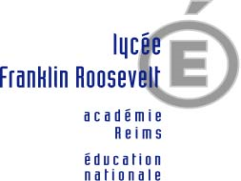 lycée
Franklin Roosevelt
É
académie
Reims
éducation
nationale